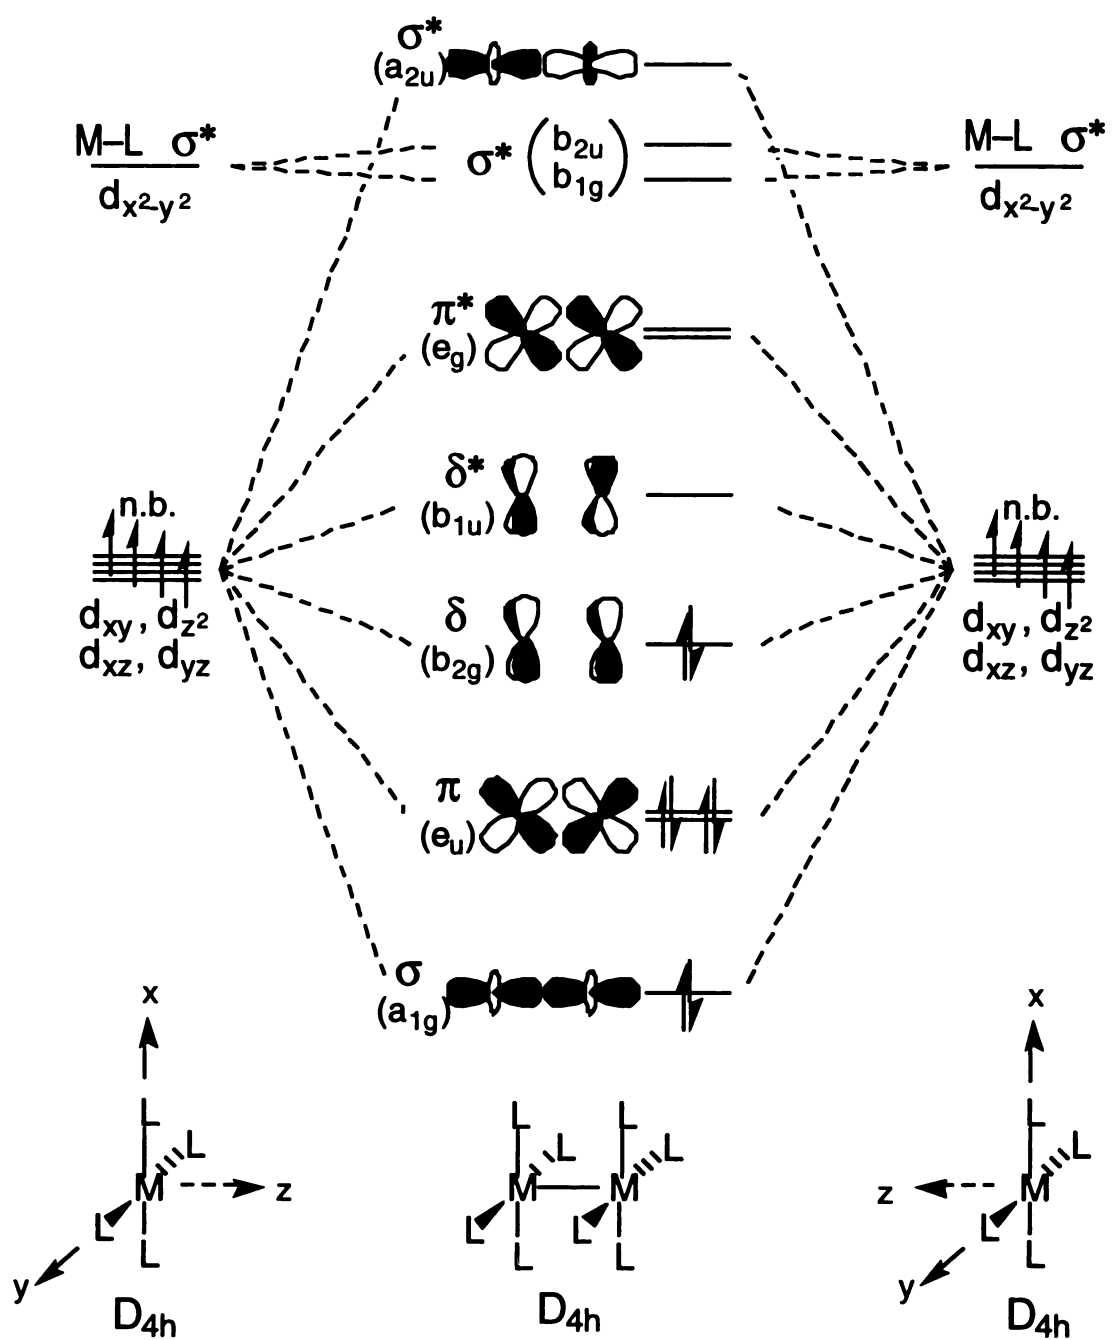 σ*
(a2u)
M–L σ*
dx²-y²
σ* (b2u
b1g)
M–L σ*
dx²-y²
π*
(eg)
δ*
(b1u)
n.b.
dxy, dz²
dxz, dyz
n.b.
dxy, dz²
dxz, dyz
δ
(b2g)
π
(eu)
σ
(a1g)
x
L
L
M z
L
y L
D4h
L L
L L
M M
L L
L L
D4h
x
L
L
z M
L
y L
D4h